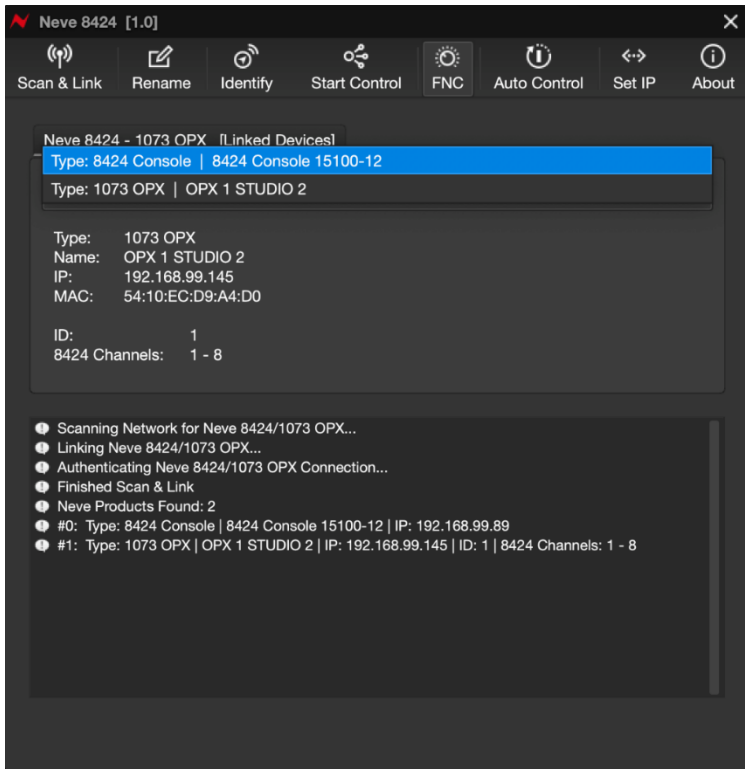 Neve 8424 [1.0]
Scan & Link Rename Identify Start Control FNC Auto Control Set IP About
Neve 8424 - 1073 OPX [Linked Devices]
Type: 8424 Console | 8424 Console 15100-12
Type: 1073 OPX | OPX 1 STUDIO 2
Type: 1073 OPX
Name: OPX 1 STUDIO 2
IP: 192.168.99.145
MAC: 54:10:EC:D9:A4:D0
ID: 1
8424 Channels: 1 - 8
Scanning Network for Neve 8424/1073 OPX...
Linking Neve 8424/1073 OPX...
Authenticating Neve 8424/1073 OPX Connection...
Finished Scan & Link
Neve Products Found: 2
#0: Type: 8424 Console | 8424 Console 15100-12 | IP: 192.168.99.89
#1: Type: 1073 OPX | OPX 1 STUDIO 2 | IP: 192.168.99.145 | ID: 1 | 8424 Channels: 1 - 8